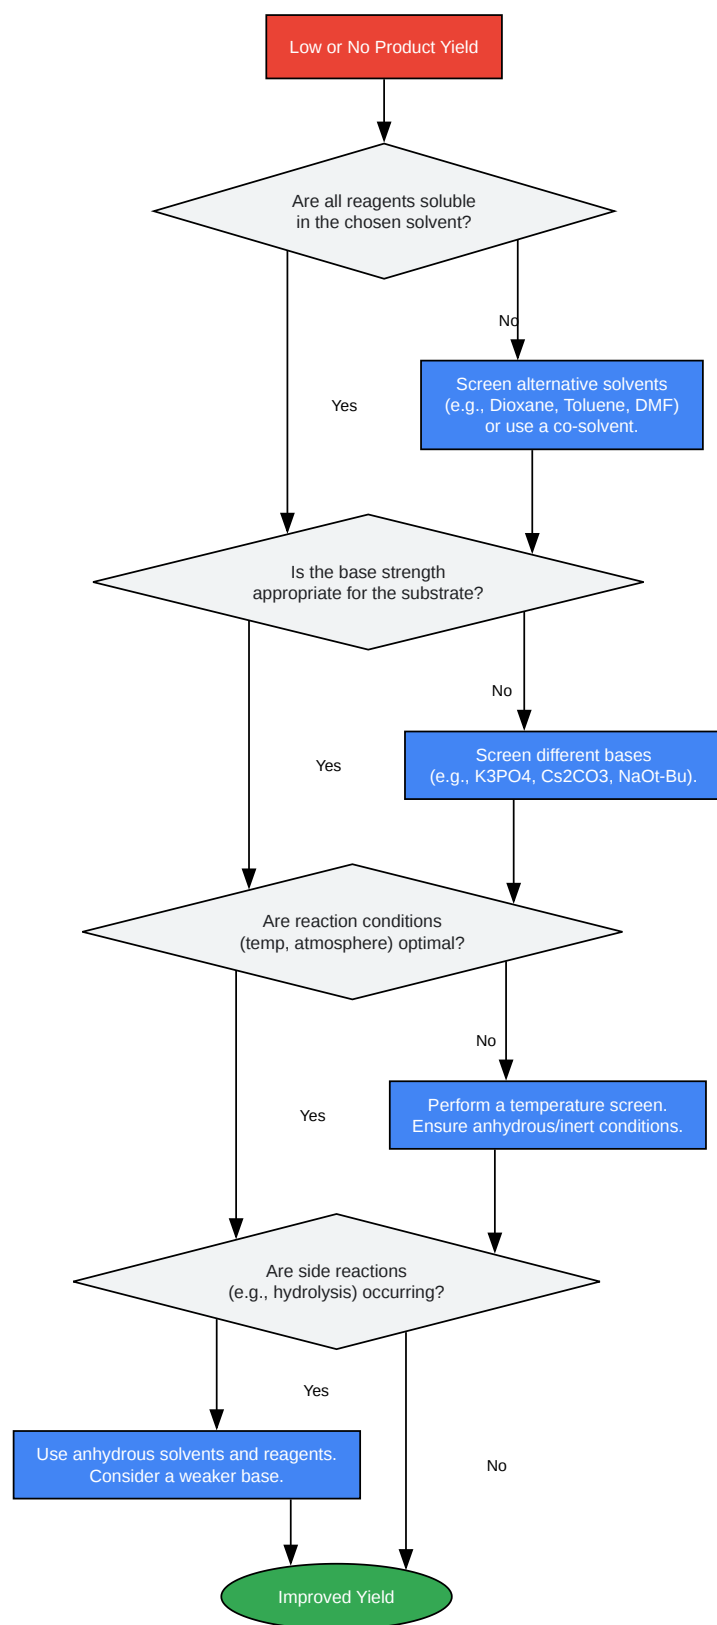 Low or No Product Yield
Are all reagents soluble
in the chosen solvent?
No
Screen alternative solvents
(e.g., Dioxane, Toluene, DMF)
or use a co-solvent.
Yes
Is the base strength
appropriate for the substrate?
No
Screen different bases
(e.g., K3PO4, Cs2CO3, NaOt-Bu).
Yes
Are reaction conditions
(temp, atmosphere) optimal?
No
Perform a temperature screen.
Ensure anhydrous/inert conditions.
Yes
Are side reactions
(e.g., hydrolysis) occurring?
Yes
Use anhydrous solvents and reagents.
Consider a weaker base.
No
Improved Yield